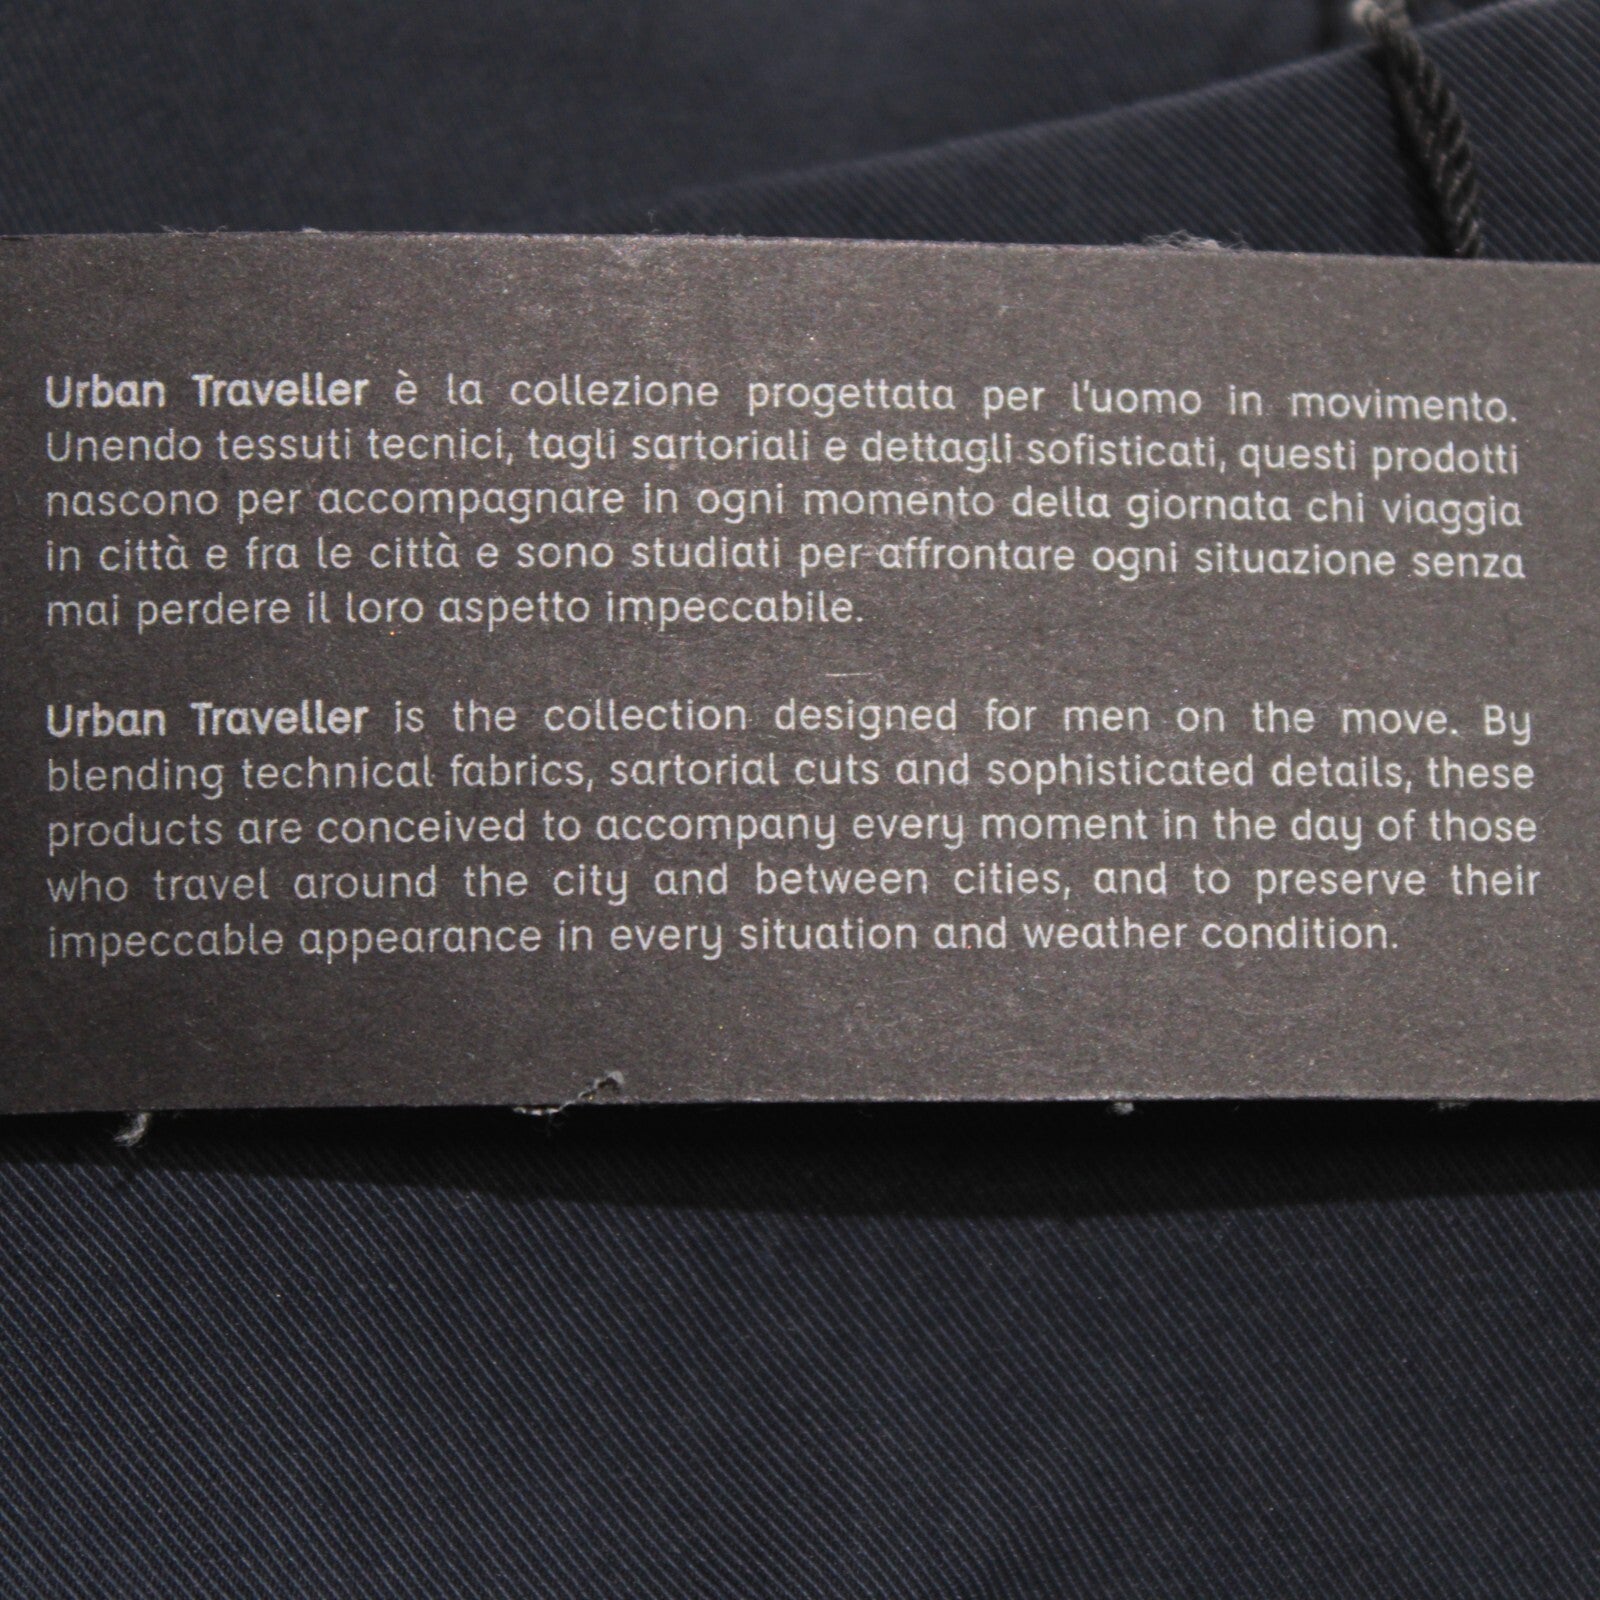 Urban Traveller è la collezione progettata per l'uomo in movimento.
Unendo tessuti tecnici, tagli sartoriali e dettagli sofisticati, questi prodotti
nascono per accompagnare in ogni momento della giornata chi viaggia
in città e fra le città e sono studiati per affrontare ogni situazione senza
mai perdere il loro aspetto impeccabile.
Urban Traveller is the collection designed for men on the move. By
blending technical fabrics, sartorial cuts and sophisticated details, these
products are conceived to accompany every moment in the day of those
who travel around the city and between cities, and to preserve their
impeccable appearance in every situation and weather condition.